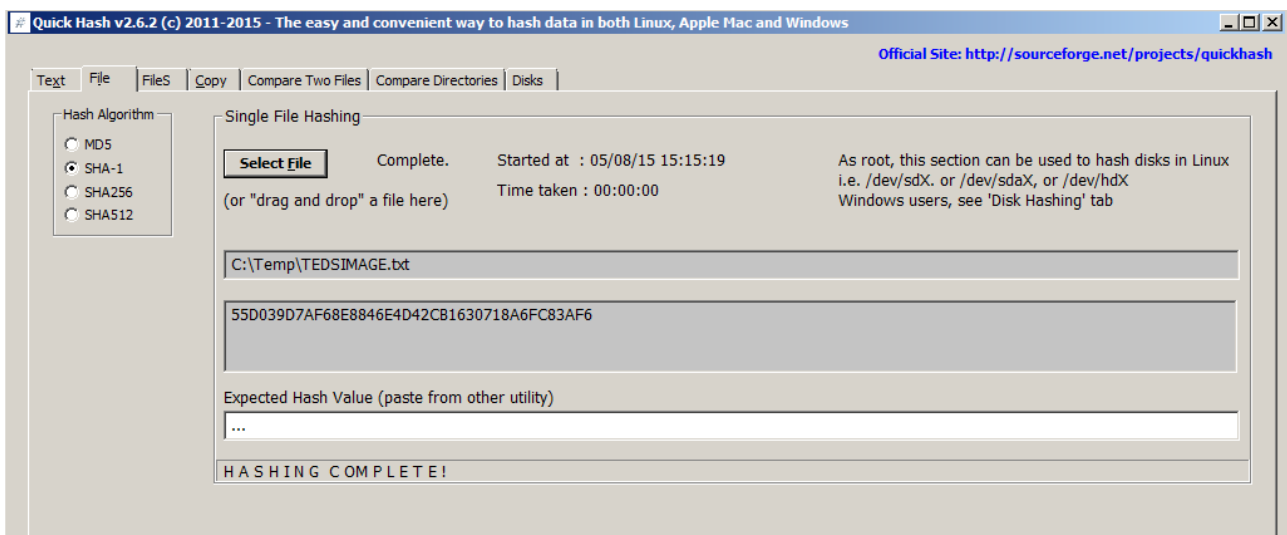 # Quick Hash v2.6.2 (c) 2011-2015 - The easy and convenient way to hash data in both Linux, Apple Mac and Windows
Official Site: http://sourceforge.net/projects/quickhash
Text File FileS Copy Compare Two Files Compare Directories Disks
Hash Algorithm
MD5
SHA-1
SHA256
SHA512
Single File Hashing
Select File
Complete.
Started at : 05/08/15 15:15:19
Time taken : 00:00:00
(or "drag and drop" a file here)
As root, this section can be used to hash disks in Linux
i.e. /dev/sdX. or /dev/sdaX, or /dev/hdX
Windows users, see 'Disk Hashing' tab
C:\Temp\TEDSIMAGE.txt
55D039D7AF68E8846E4D42CB1630718A6FC83AF6
Expected Hash Value (paste from other utility)
...
H A S H I N G C O M P L E T E !